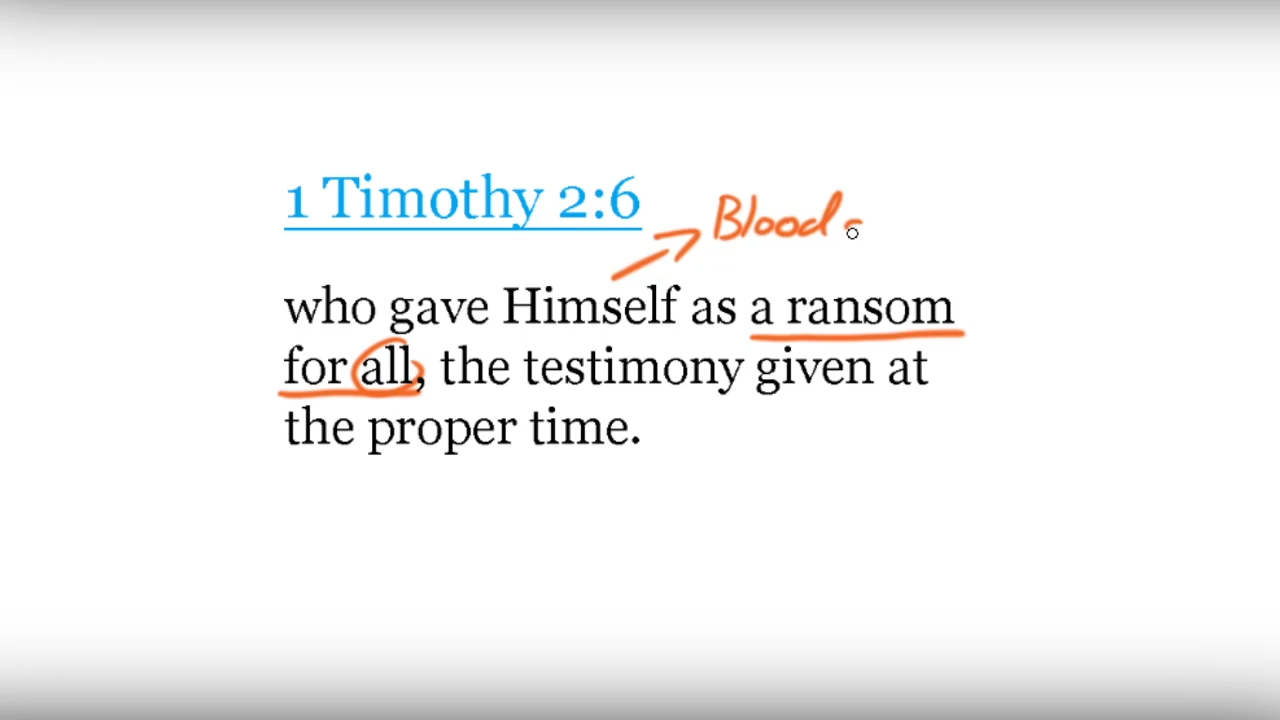 1 Timothy 2:6
Blood
who gave Himself as a ransom
for all, the testimony given at
the proper time.